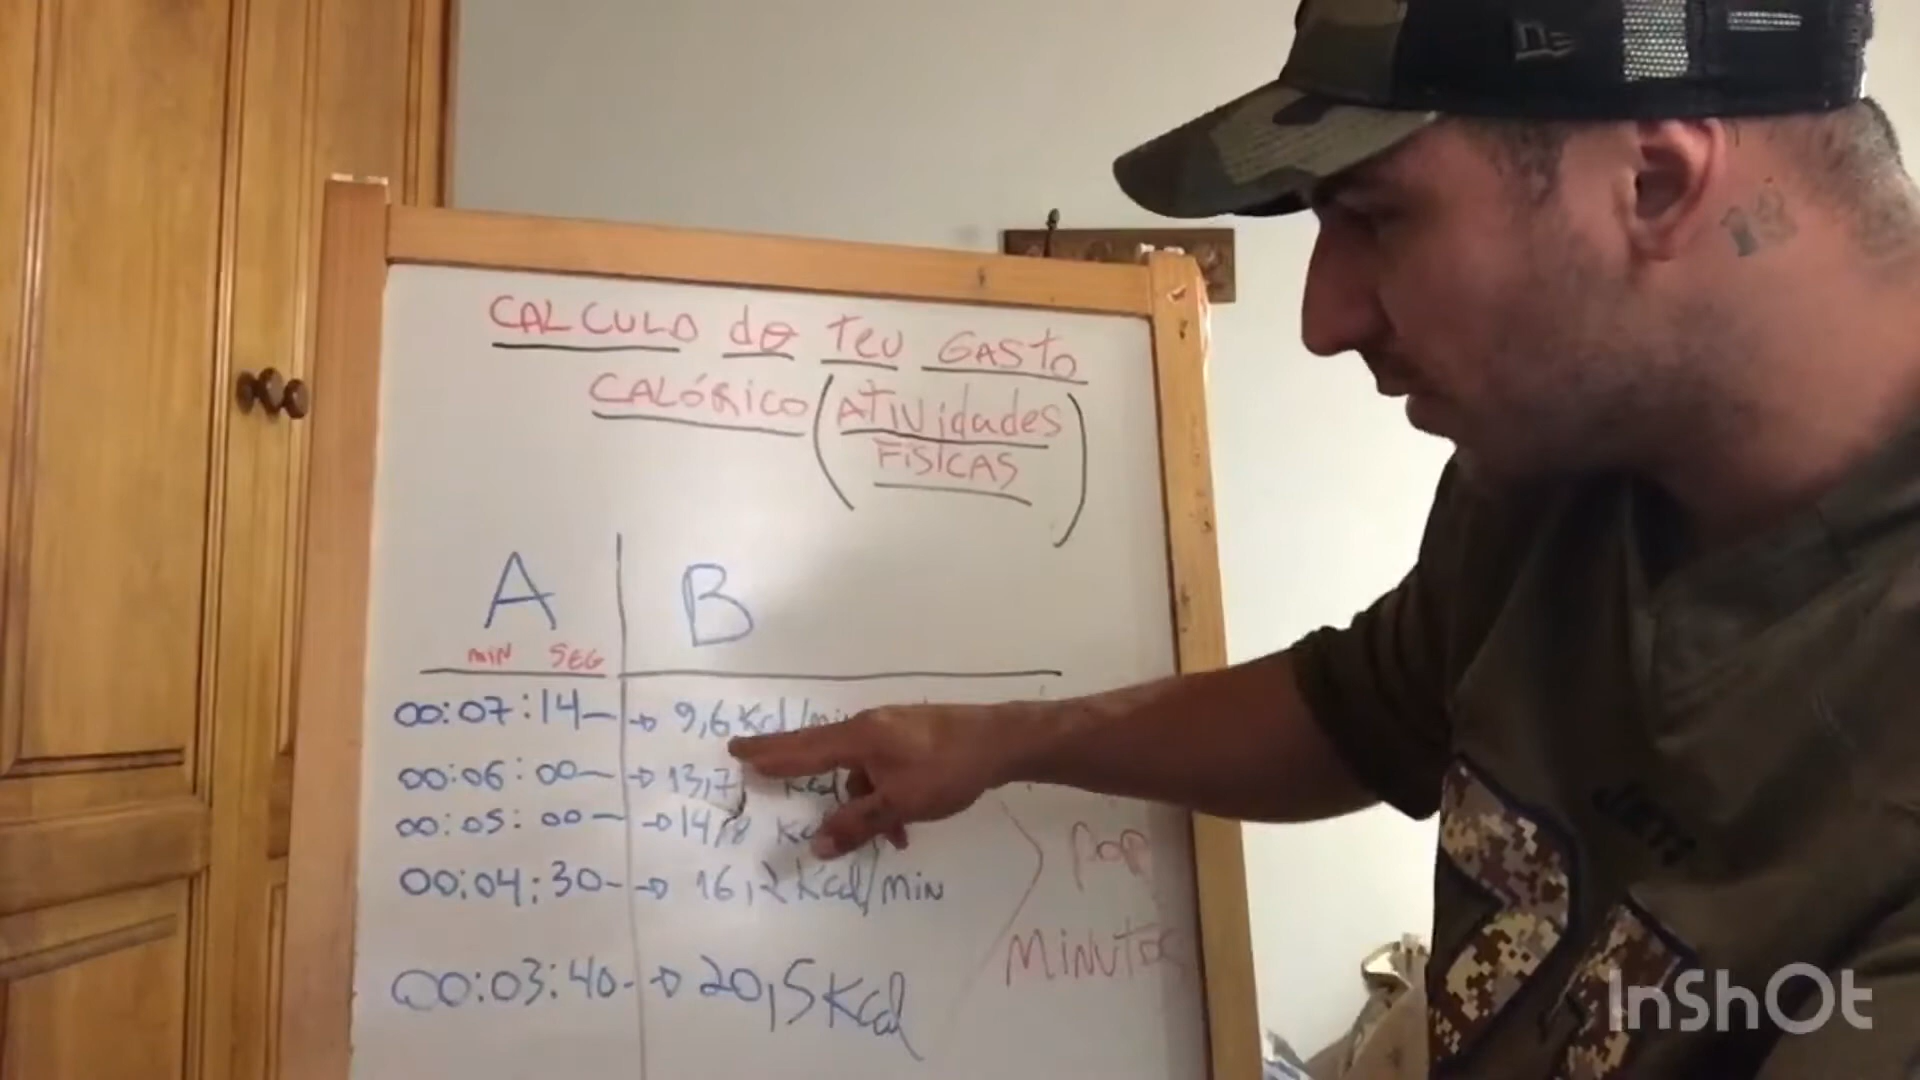 CALCULO do TEU GASTO
CALÓRICO (ATIVIdades
FÍSICAS)
A B
MIN SEG
00:07:14 → 9,6 Kcal/min
00:06:00 → 13,7
00:05:00 → 14,8 Kcal
00:04:30 → 16,2 Kcal/min
00:03:40 → 20,5 Kcal
POR
MINUTOS
InShOt